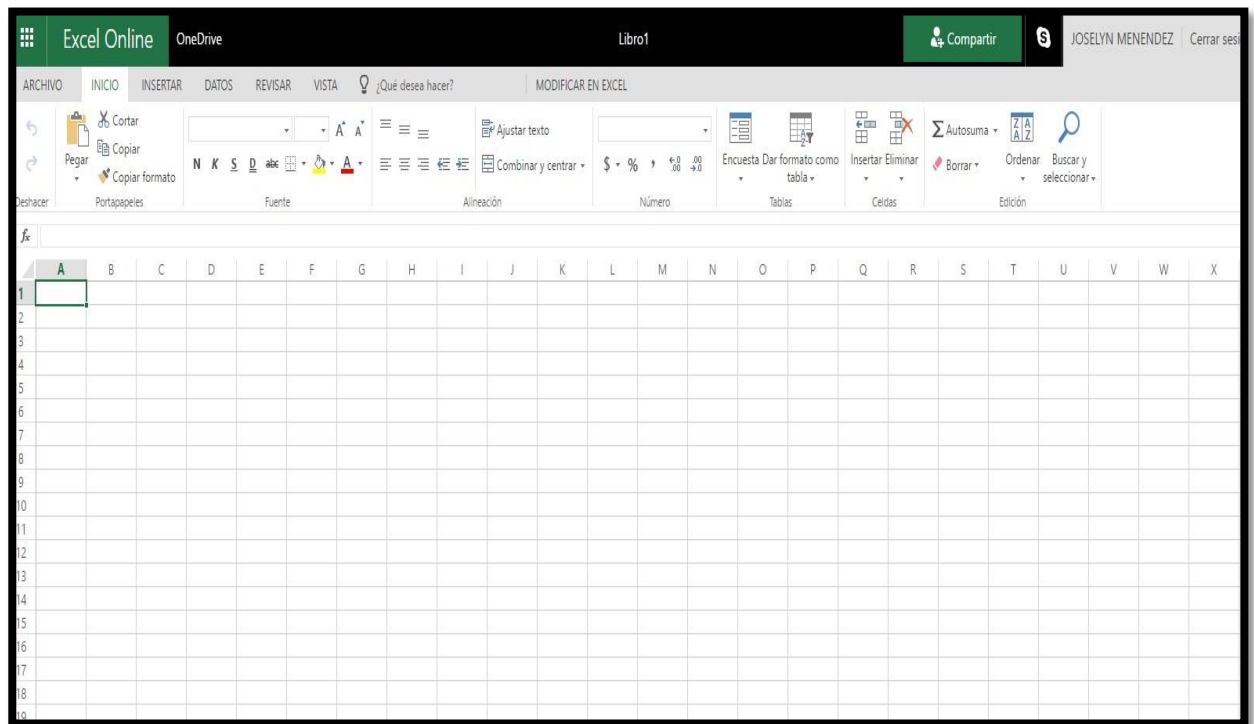 Excel Online OneDrive Libro1 Compartir JOSELYN MENENDEZ Cerrar sesi
ARCHIVO INICIO INSERTAR DATOS REVISAR VISTA ¿Qué desea hacer? MODIFICAR EN EXCEL
Pegar
Cortar
Copiar
Copiar formato
N K S D abc A
Ajustar texto
Combinar y centrar
$ % ,
Encuesta
Dar formato como
tabla
Insertar
Eliminar
Autosuma
Borrar
Ordenar
Buscar y
seleccionar
Deshacer Portapapeles Fuente Alineación Número Tablas Celdas Edición
fx
A B C D E F G H I J K L M N O P Q R S T U V W X
1
2
3
4
5
6
7
8
9
10
11
12
13
14
15
16
17
18
19